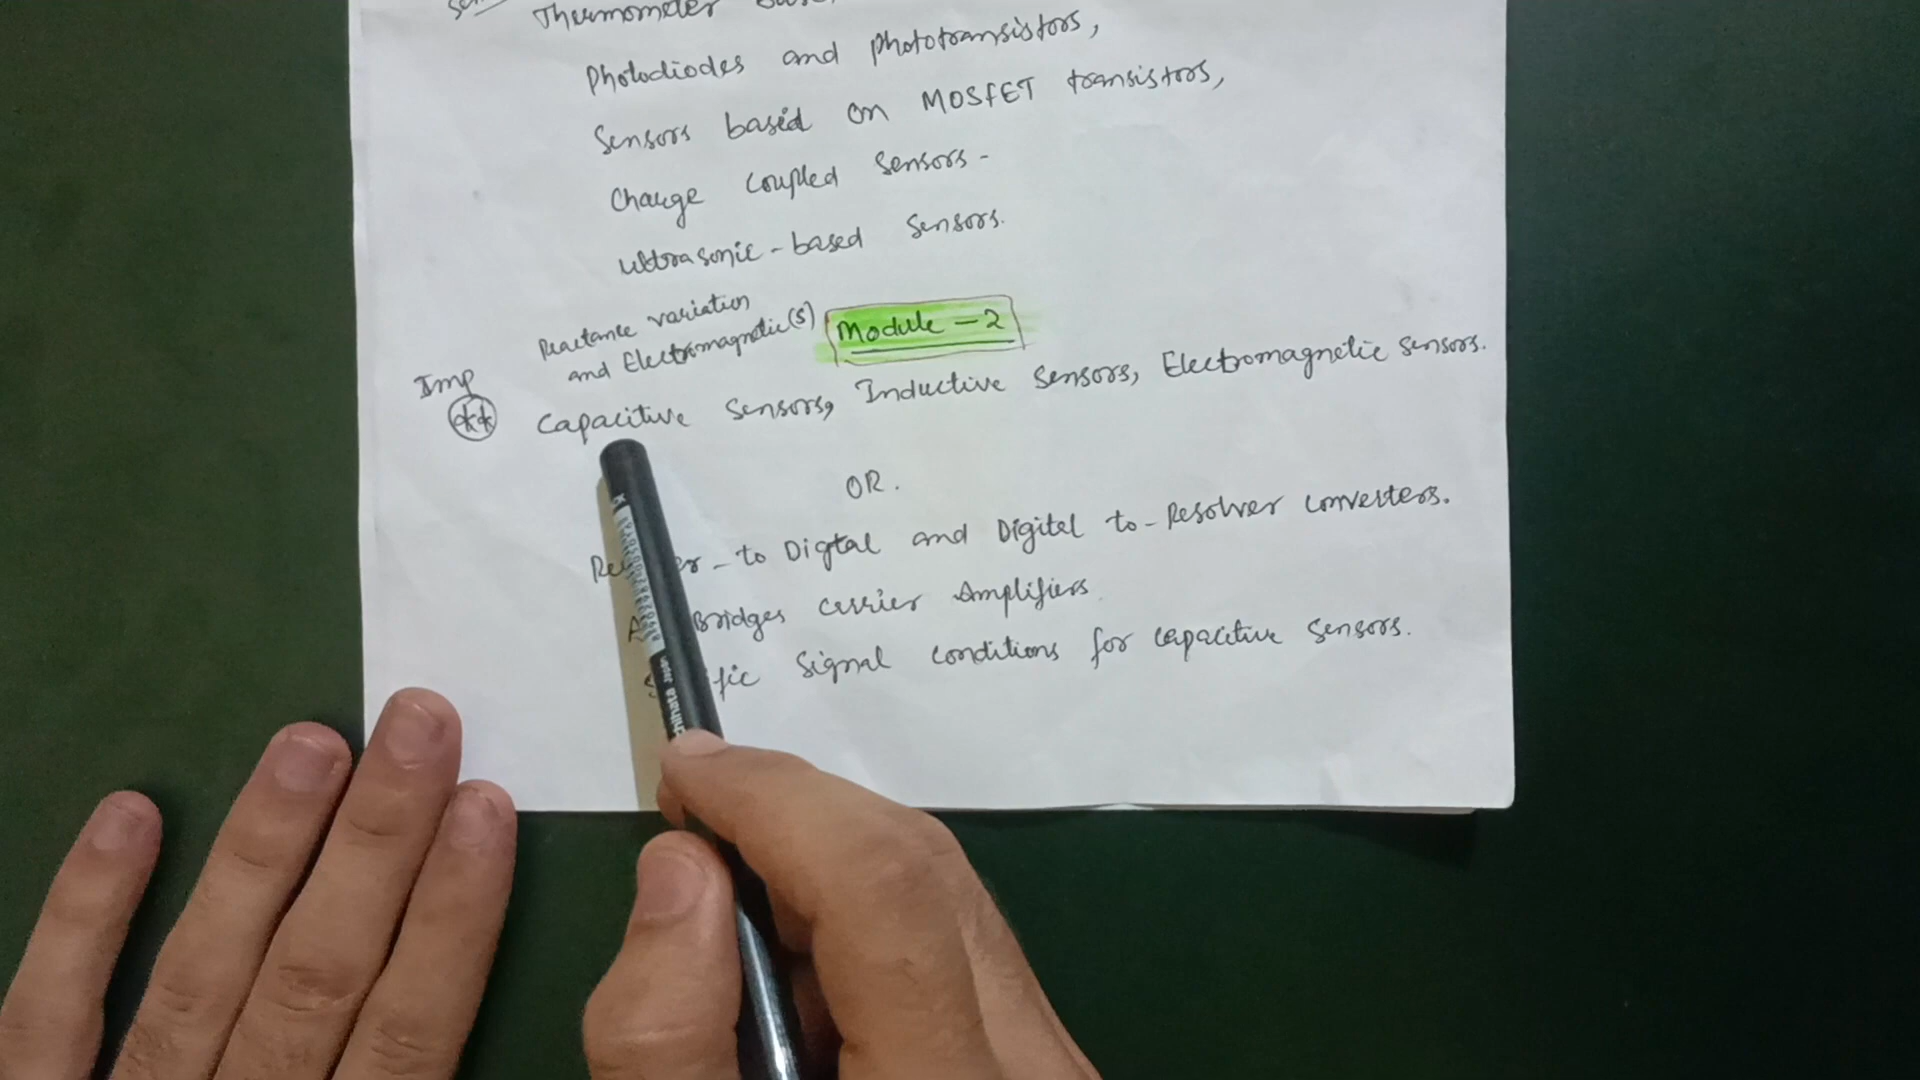 Thermometer
Photodiodes and phototransistors,
Sensors based on MOSFET transistors,
Charge coupled sensors -
ultrasonic - based sensors.
Reactance variation
and Electromagnetic(s)
Module - 2
Imp
** Capacitive sensors, Inductive sensors, Electromagnetic sensors.
OR.
to Digtal and Digitel to - Resolver converters.
Bridges carrier Amplifiers
signal conditions for capacitive sensors.